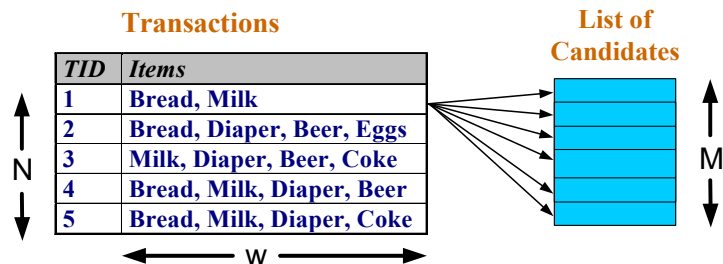 Transactions
TID Items
1 Bread, Milk
2 Bread, Diaper, Beer, Eggs
3 Milk, Diaper, Beer, Coke
4 Bread, Milk, Diaper, Beer
5 Bread, Milk, Diaper, Coke
N
w
List of
Candidates
M